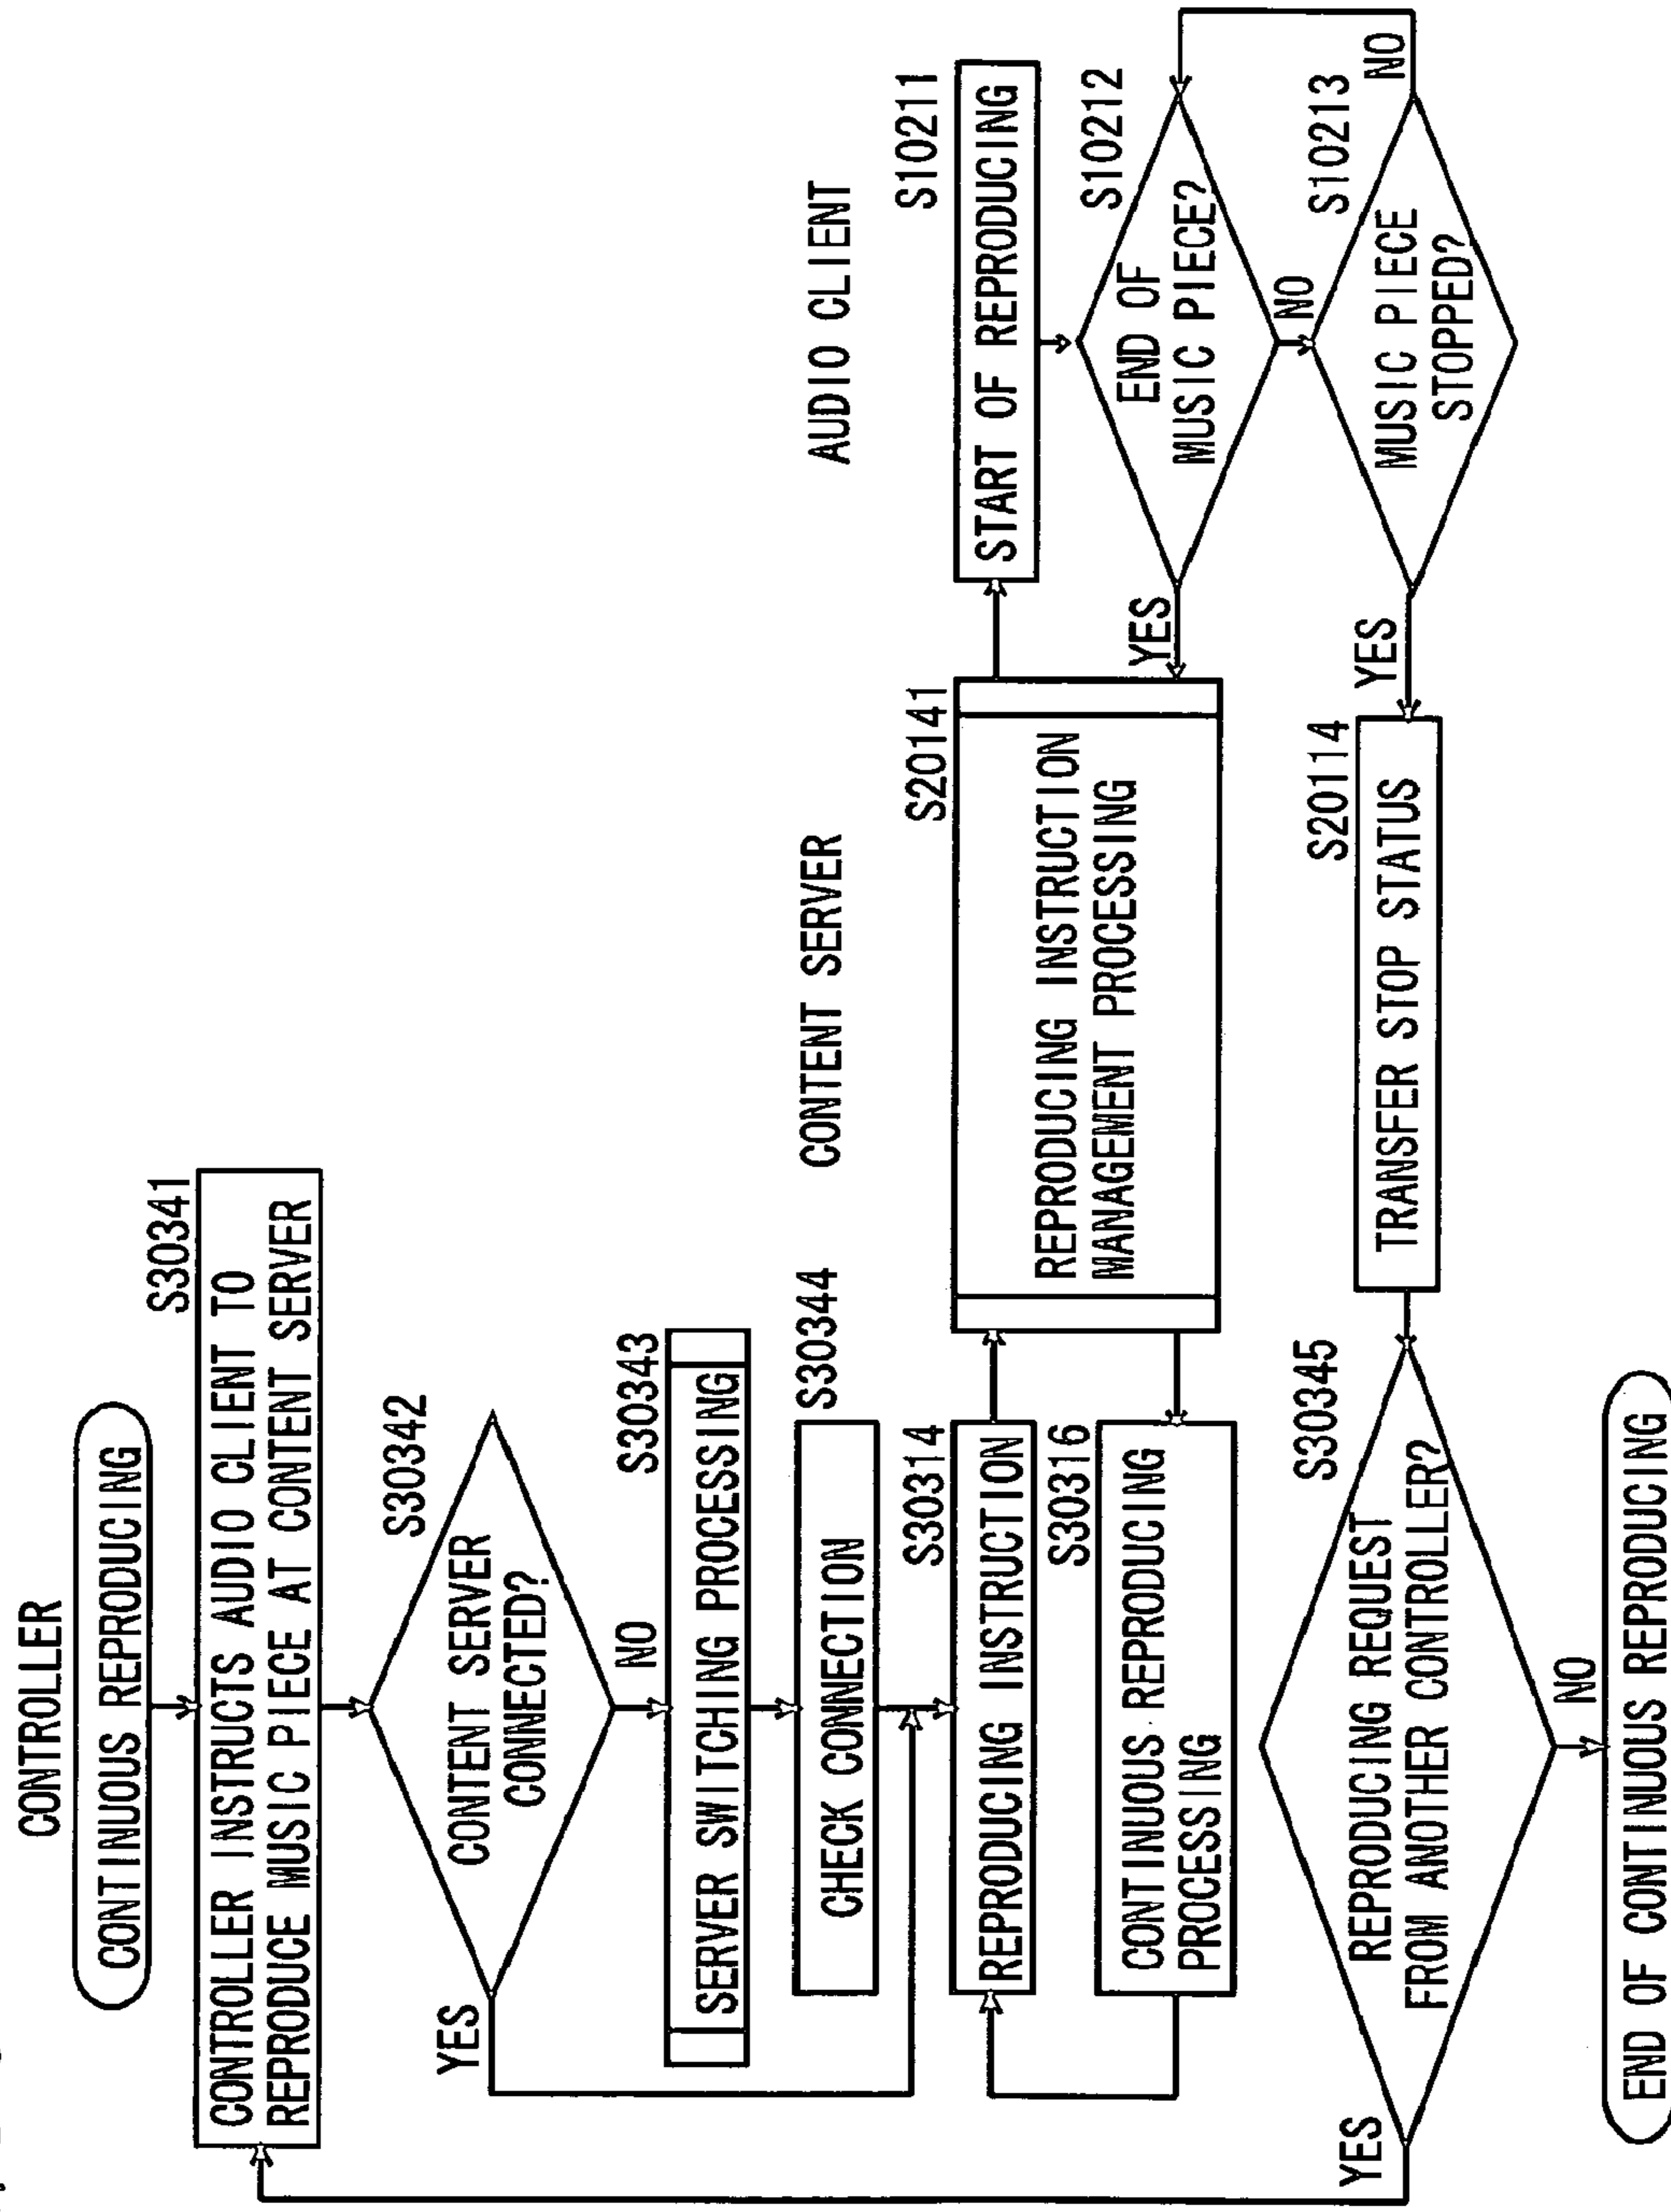 CONTROLLER
CONTINUOUS REPRODUCING
S30341
CONTROLLER INSTRUCTS AUDIO CLIENT TO
REPRODUCE MUSIC PIECE AT CONTENT SERVER
S30342
CONTENT SERVER
CONNECTED?
YES
NO
S30343
SERVER SWITCHING PROCESSING
S30344
CHECK CONNECTION
S30314
REPRODUCING INSTRUCTION
S30316
CONTINUOUS REPRODUCING
PROCESSING
S30345
REPRODUCING REQUEST
FROM ANOTHER CONTROLLER?
YES
NO
END OF CONTINUOUS REPRODUCING
CONTENT SERVER
S20141
REPRODUCING INSTRUCTION
MANAGEMENT PROCESSING
S20114
TRANSFER STOP STATUS
AUDIO CLIENT
S10211
START OF REPRODUCING
S10212
END OF
MUSIC PIECE?
YES
NO
S10213
MUSIC PIECE
STOPPED?
YES
NO